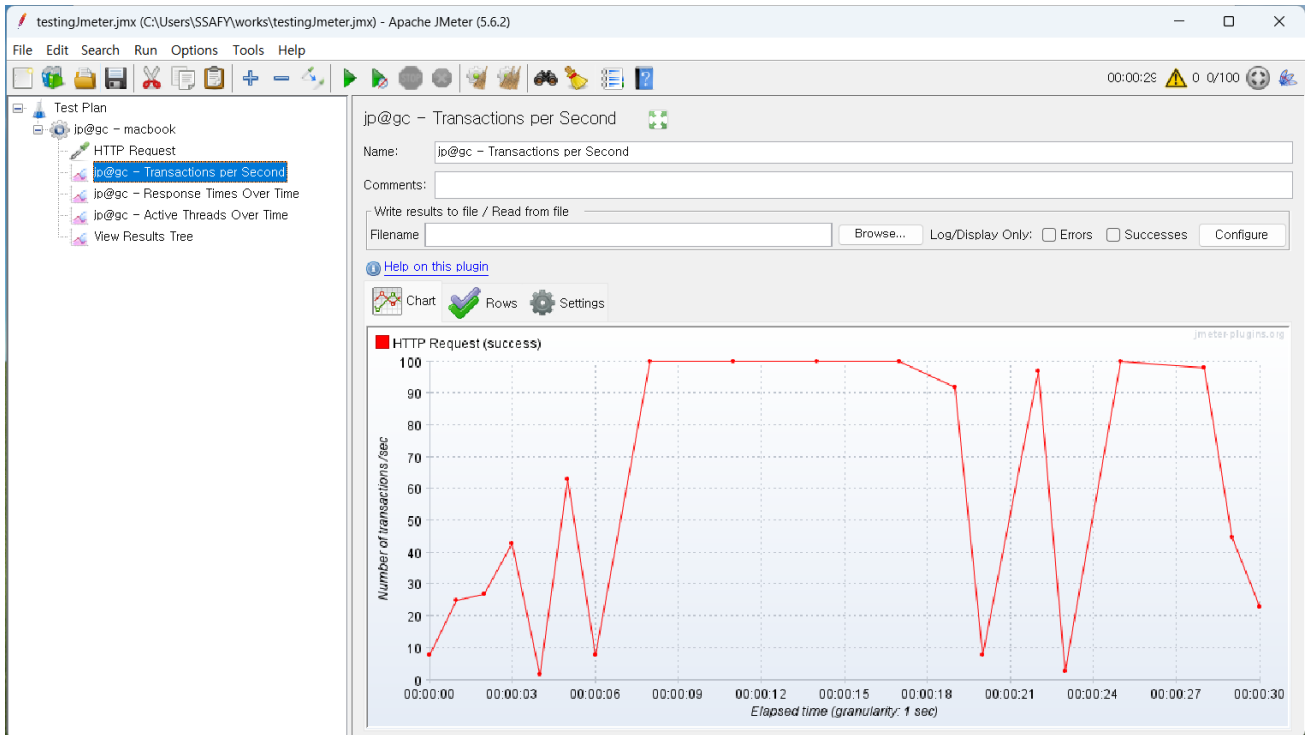 testingJmeter.jmx (C:\Users\SSAFY\works\testingJmeter.jmx) - Apache JMeter (5.6.2)
File Edit Search Run Options Tools Help
STOP
00:00:29 0 0/100
Test Plan
jp@gc - macbook
HTTP Request
jp@gc - Transactions per Second
jp@gc - Response Times Over Time
jp@gc - Active Threads Over Time
View Results Tree
jp@gc - Transactions per Second
Name: jp@gc - Transactions per Second
Comments:
Write results to file / Read from file
Filename Browse... Log/Display Only: Errors Successes Configure
Help on this plugin
Chart Rows Settings
jmeter-plugins.org
HTTP Request (success)
100
90
80
70
60
50
40
30
20
10
0
Number of transactions /sec
00:00:00 00:00:03 00:00:06 00:00:09 00:00:12 00:00:15 00:00:18 00:00:21 00:00:24 00:00:27 00:00:30
Elapsed time (granularity: 1 sec)